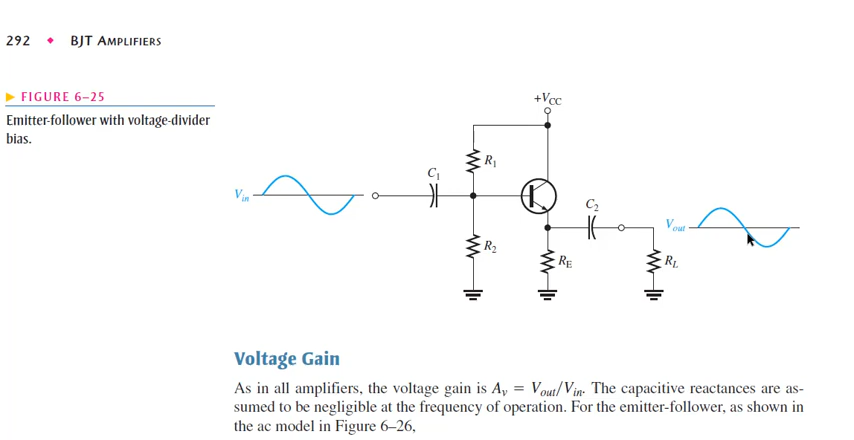 292 ◆ BJT AMPLIFIERS
▶ FIGURE 6–25
Emitter-follower with voltage-divider
bias.
+VCC
R1
C1
Vin
C2
Vout
R2
RE
RL
Voltage Gain
As in all amplifiers, the voltage gain is Av = Vout/Vin. The capacitive reactances are as-
sumed to be negligible at the frequency of operation. For the emitter-follower, as shown in
the ac model in Figure 6–26,